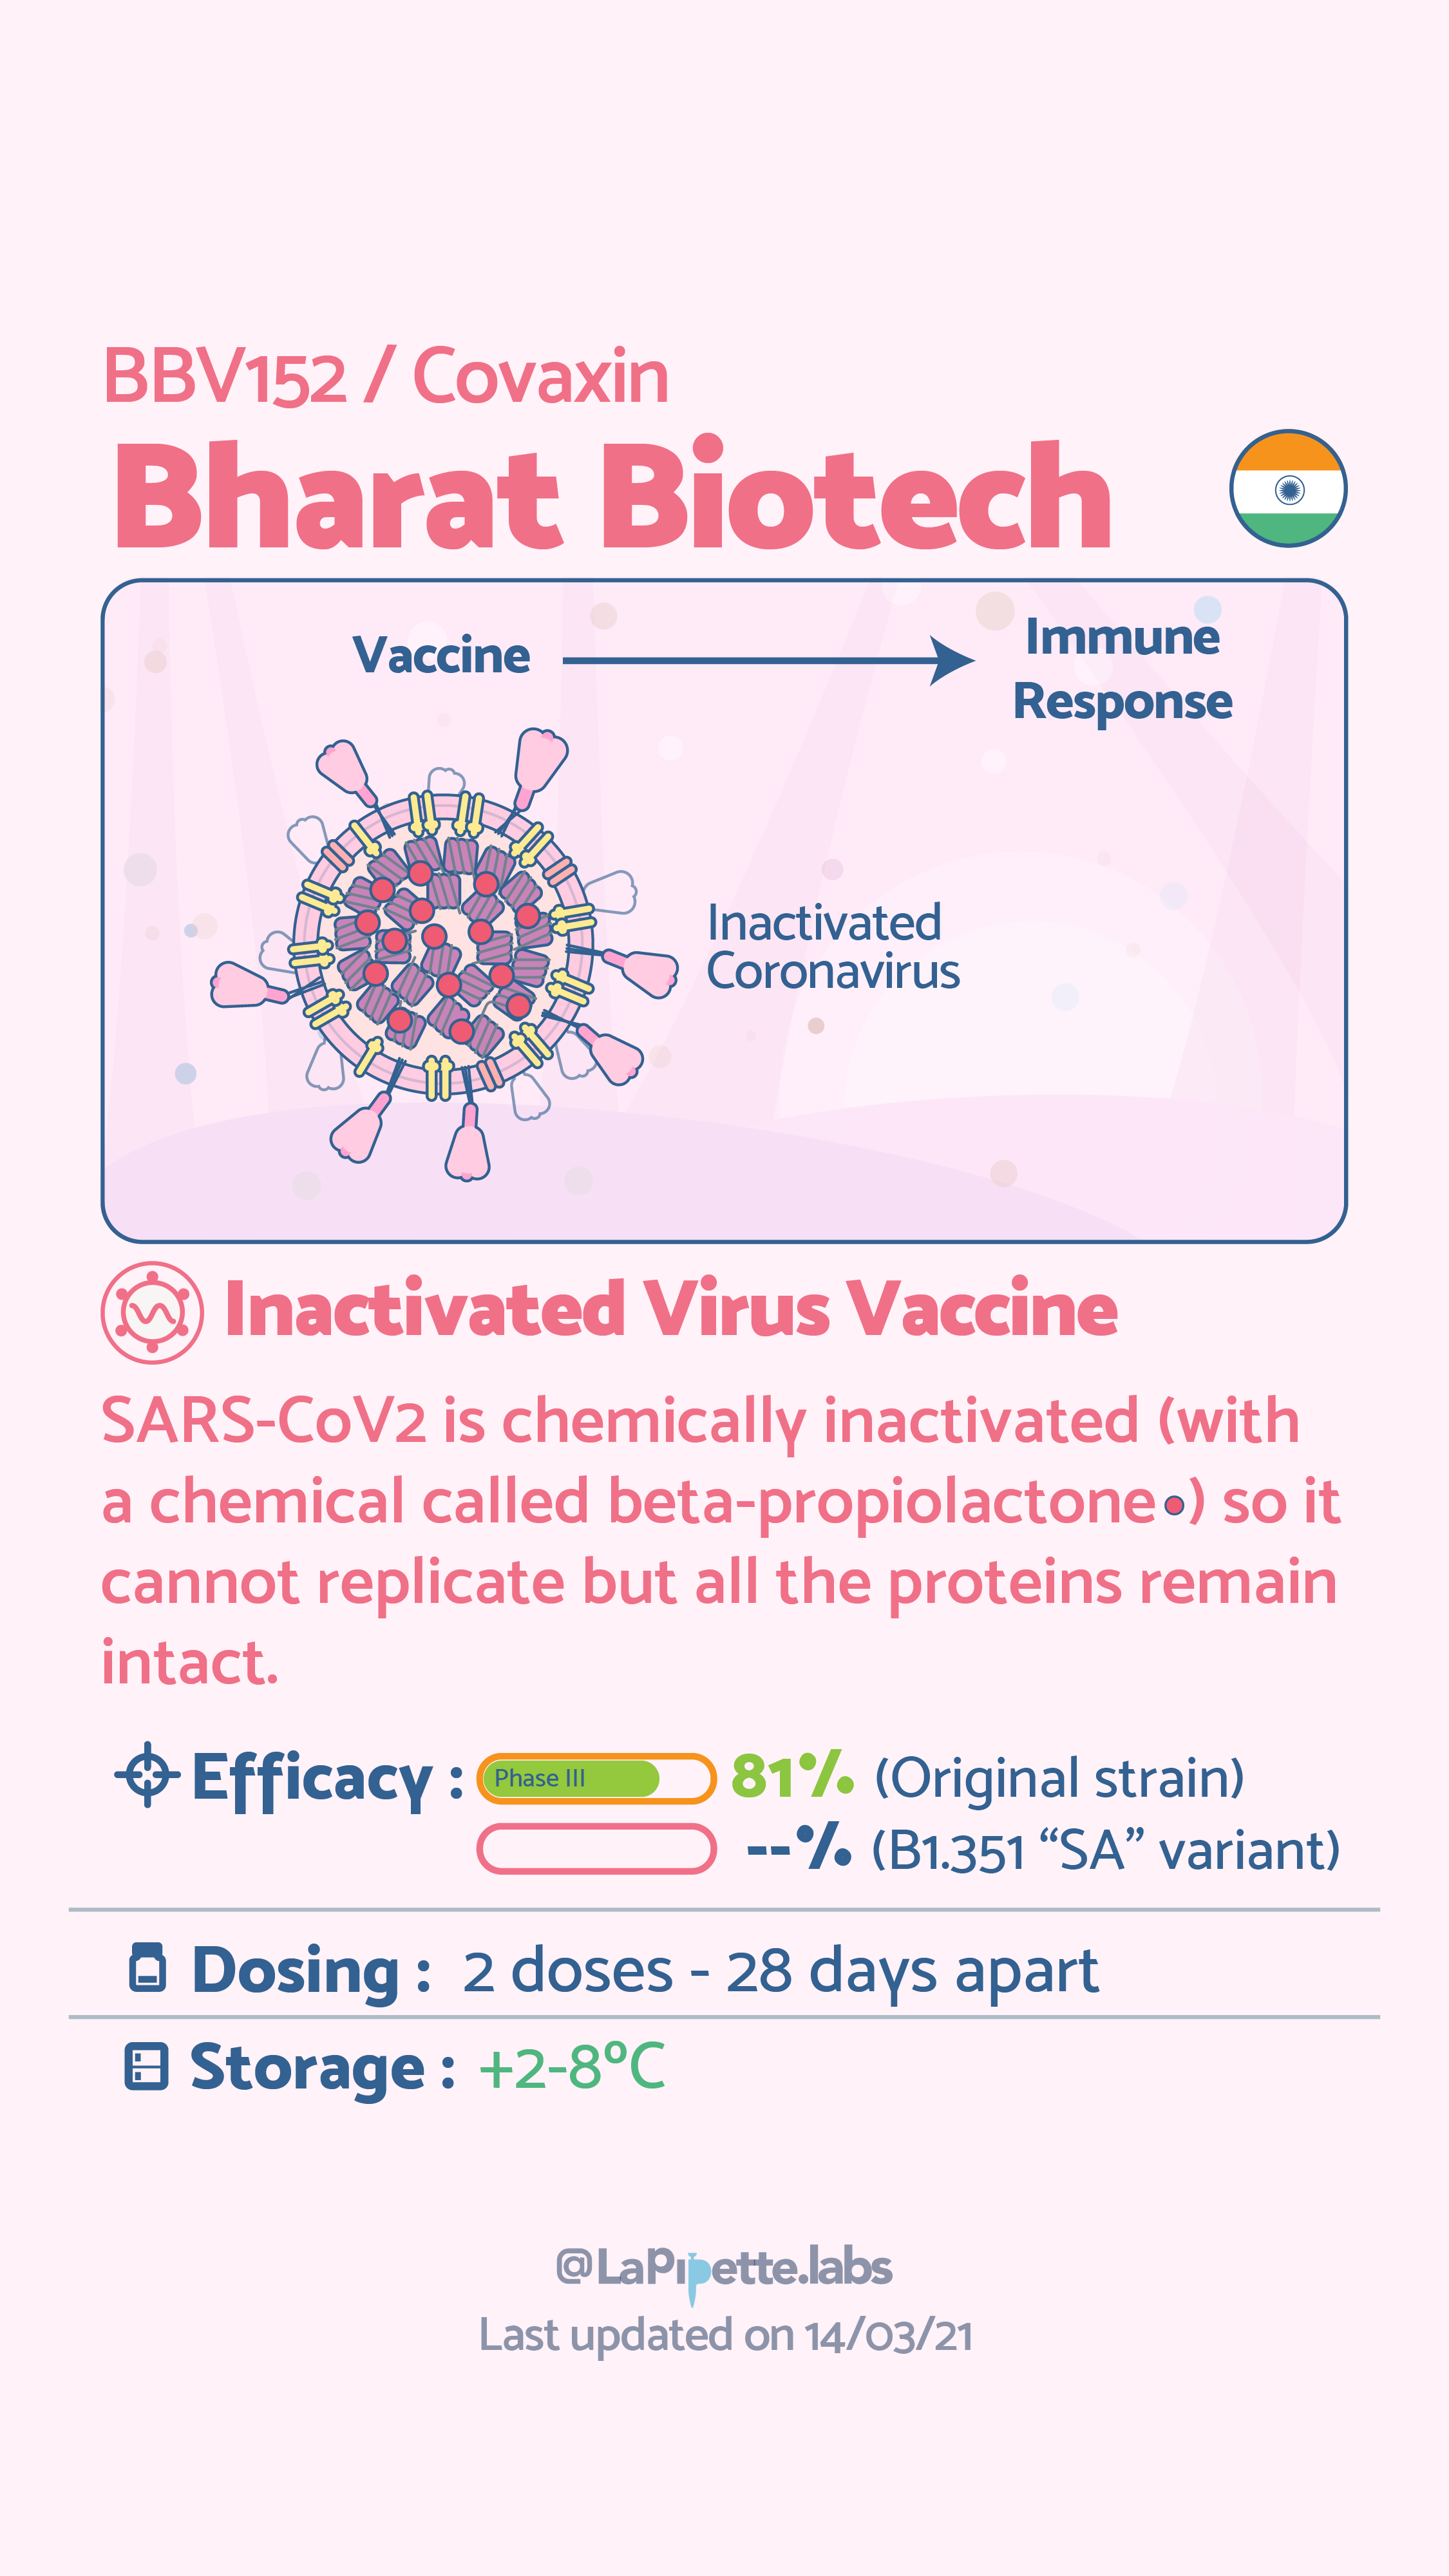 BBV152 / Covaxin
Bharat Biotech
Vaccine
Immune
Response
Inactivated
Coronavirus
Inactivated Virus Vaccine
SARS-CoV2 is chemically inactivated (with
a chemical called beta-propiolactone ) so it
cannot replicate but all the proteins remain
intact.
Efficacy : Phase III 81% (Original strain)
--% (B1.351 “SA” variant)
Dosing : 2 doses - 28 days apart
Storage : +2-8ºC
@LaPipette.labs
Last updated on 14/03/21